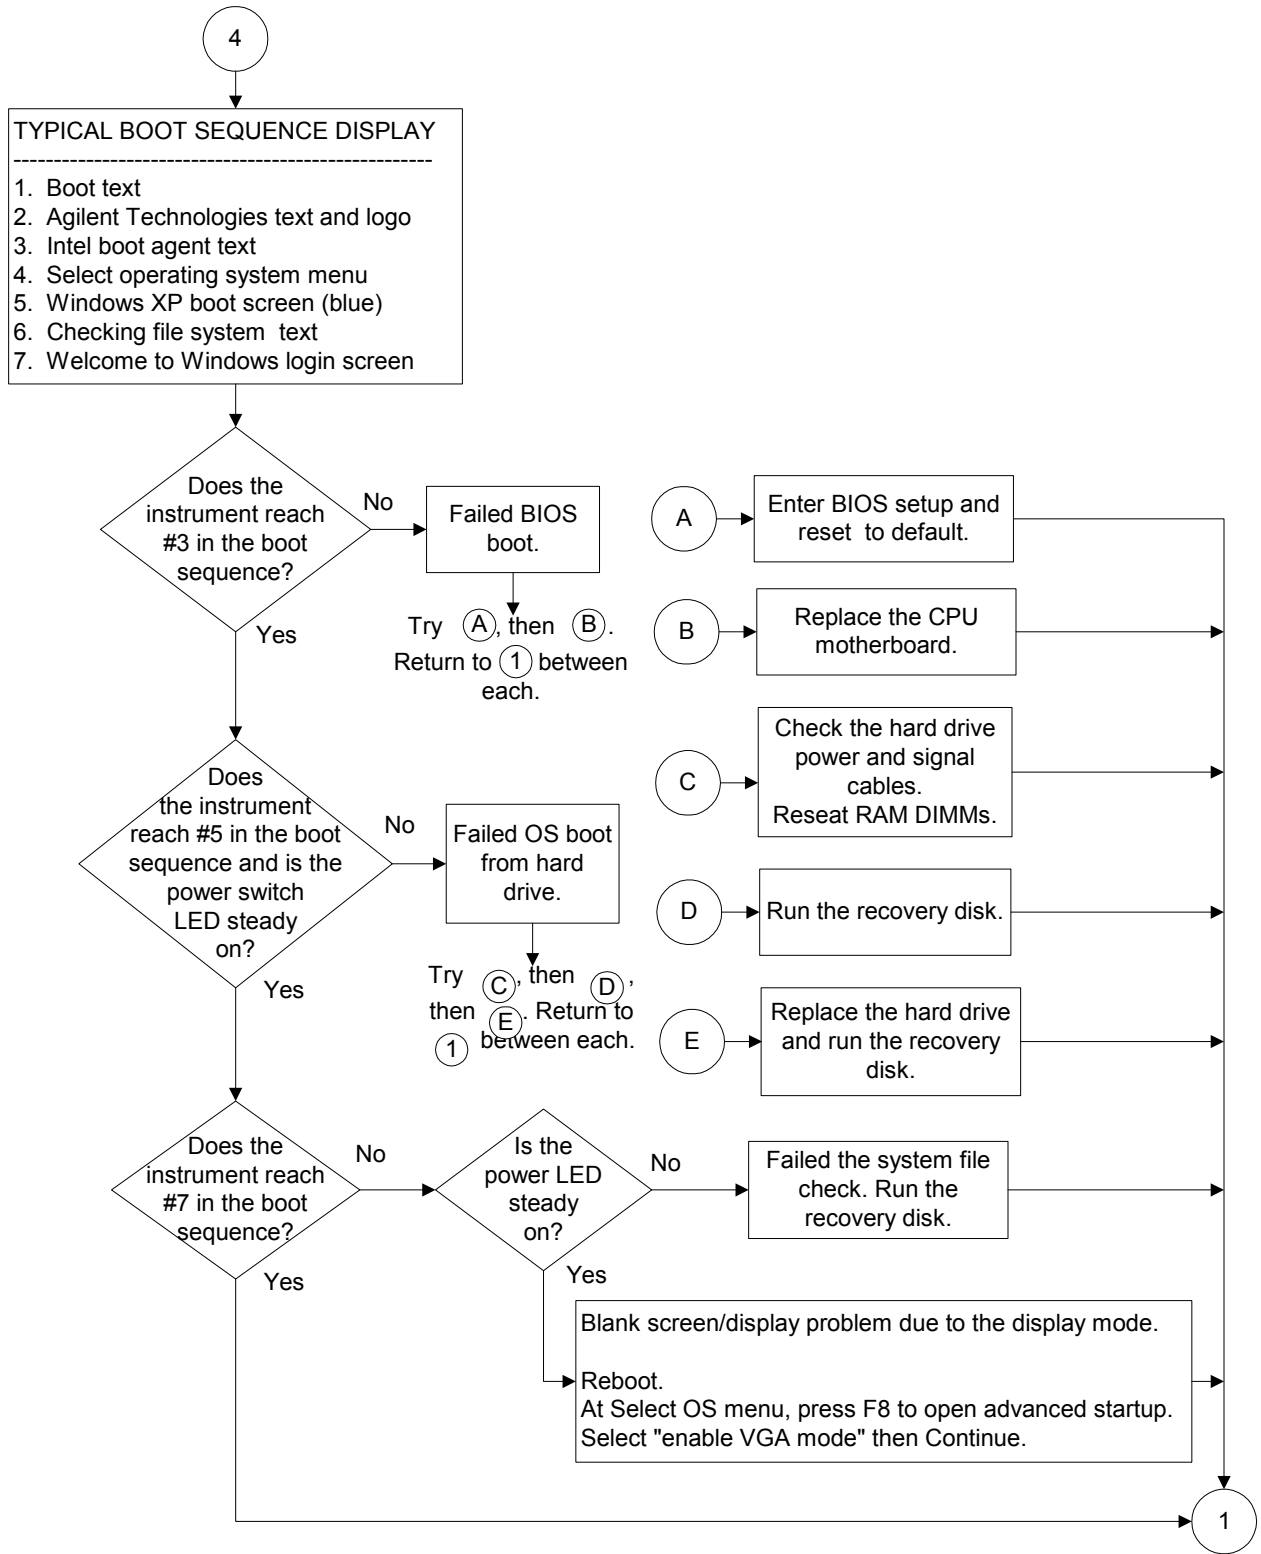 4
TYPICAL BOOT SEQUENCE DISPLAY
----------------------------------------------------
1. Boot text
2. Agilent Technologies text and logo
3. Intel boot agent text
4. Select operating system menu
5. Windows XP boot screen (blue)
6. Checking file system text
7. Welcome to Windows login screen
Does the
instrument reach
#3 in the boot
sequence?
No
Yes
Failed BIOS
boot.
Try A, then B.
Return to 1 between
each.
A
Enter BIOS setup and
reset to default.
B
Replace the CPU
motherboard.
C
Check the hard drive
power and signal
cables.
Reseat RAM DIMMs.
Does
the instrument
reach #5 in the boot
sequence and is the
power switch
LED steady
on?
No
Yes
Failed OS boot
from hard
drive.
Try C, then D,
then E. Return to
1 between each.
D
Run the recovery disk.
E
Replace the hard drive
and run the recovery
disk.
Does the
instrument reach
#7 in the boot
sequence?
No
Yes
Is the
power LED
steady
on?
No
Yes
Failed the system file
check. Run the
recovery disk.
Blank screen/display problem due to the display mode.
Reboot.
At Select OS menu, press F8 to open advanced startup.
Select "enable VGA mode" then Continue.
1